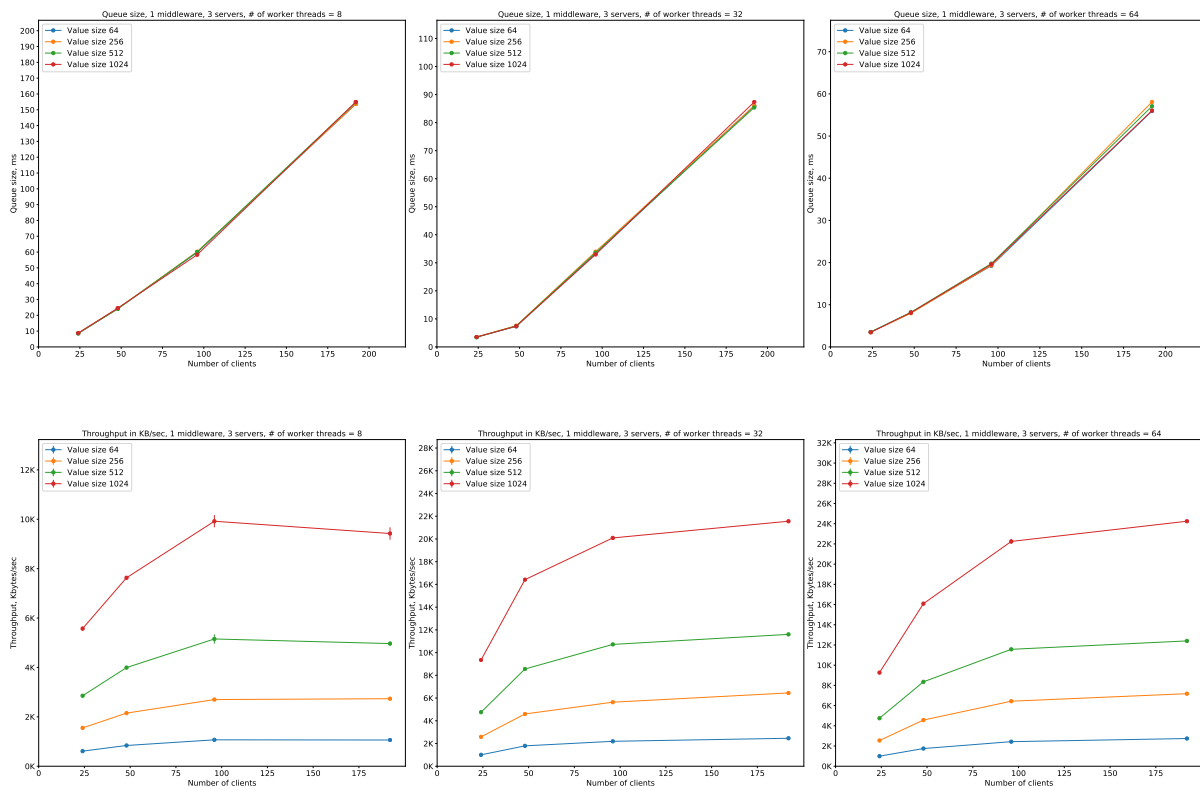 Queue size, 1 middleware, 3 servers, # of worker threads = 8
Value size 64
Value size 256
Value size 512
Value size 1024
Queue size, ms
200
190
180
170
160
150
140
130
120
110
100
90
80
70
60
50
40
30
20
10
0
0 25 50 75 100 125 150 175 200
Number of clients
Queue size, 1 middleware, 3 servers, # of worker threads = 32
Value size 64
Value size 256
Value size 512
Value size 1024
Queue size, ms
110
100
90
80
70
60
50
40
30
20
10
0
0 25 50 75 100 125 150 175 200
Number of clients
Queue size, 1 middleware, 3 servers, # of worker threads = 64
Value size 64
Value size 256
Value size 512
Value size 1024
Queue size, ms
70
60
50
40
30
20
10
0
0 25 50 75 100 125 150 175 200
Number of clients
Throughput in KB/sec, 1 middleware, 3 servers, # of worker threads = 8
Value size 64
Value size 256
Value size 512
Value size 1024
Throughput, Kbytes/sec
12K
10K
8K
6K
4K
2K
0K
0 25 50 75 100 125 150 175
Number of clients
Throughput in KB/sec, 1 middleware, 3 servers, # of worker threads = 32
Value size 64
Value size 256
Value size 512
Value size 1024
Throughput, Kbytes/sec
28K
26K
24K
22K
20K
18K
16K
14K
12K
10K
8K
6K
4K
2K
0K
0 25 50 75 100 125 150 175
Number of clients
Throughput in KB/sec, 1 middleware, 3 servers, # of worker threads = 64
Value size 64
Value size 256
Value size 512
Value size 1024
Throughput, Kbytes/sec
32K
30K
28K
26K
24K
22K
20K
18K
16K
14K
12K
10K
8K
6K
4K
2K
0K
0 25 50 75 100 125 150 175
Number of clients